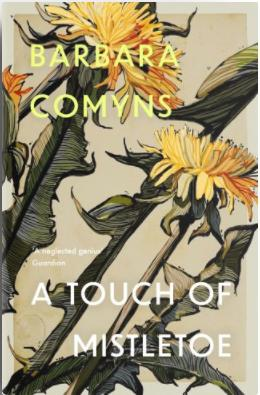 BARBARA
COMYNS
'A neglected genius'
Guardian
A TOUCH OF
MISTLETOE